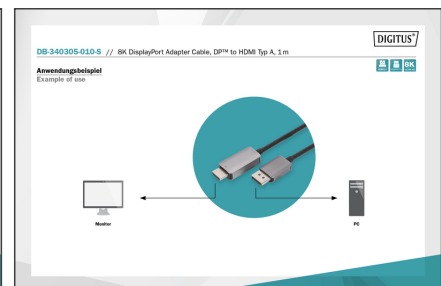 DIGITUS®
DB-340305-010-S // 8K DisplayPort Adapter Cable, DP™ to HDMI Typ A, 1 m
8K
Anwendungsbeispiel
Example of use
Monitor
PC